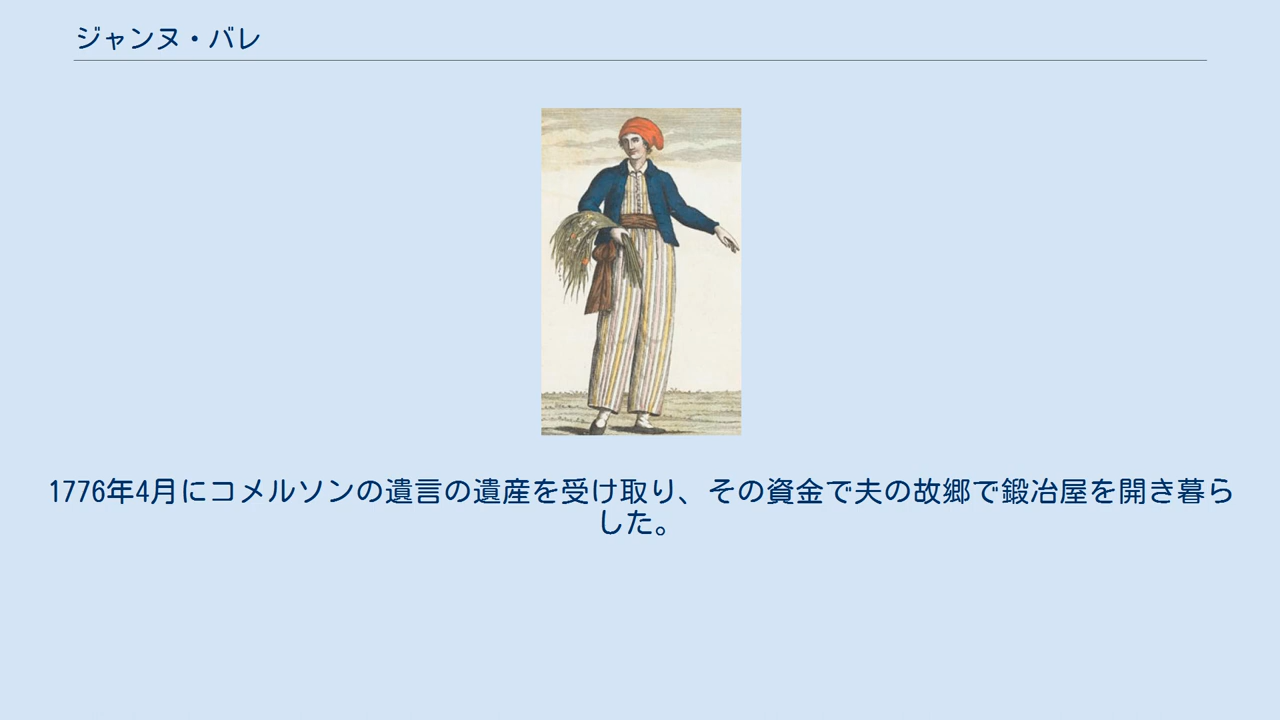 ジャンヌ・バレ
1776年4月にコメルソンの遺言の遺産を受け取り、その資金で夫の故郷で鍛冶屋を開き暮ら
した。